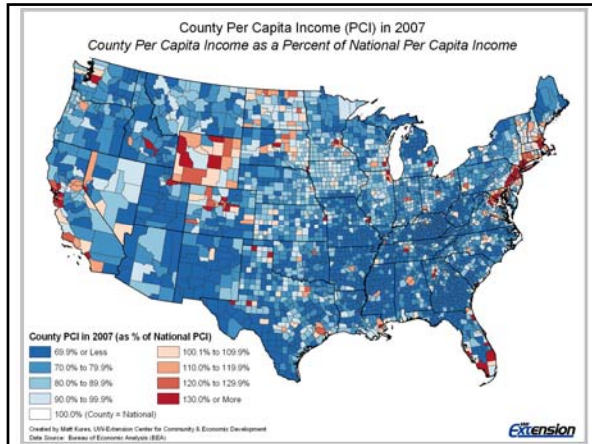 County Per Capita Income (PCI) in 2007
County Per Capita Income as a Percent of National Per Capita Income
County PCI in 2007 (as % of National PCI)
69.9% or Less
70.0% to 79.9%
80.0% to 89.9%
90.0% to 99.9%
100.0% (County = National)
100.1% to 109.9%
110.0% to 119.9%
120.0% to 129.9%
130.0% or More
Created by Matt Kures, UW-Extension Center for Community & Economic Development
Data Source: Bureau of Economic Analysis (BEA)
Extension